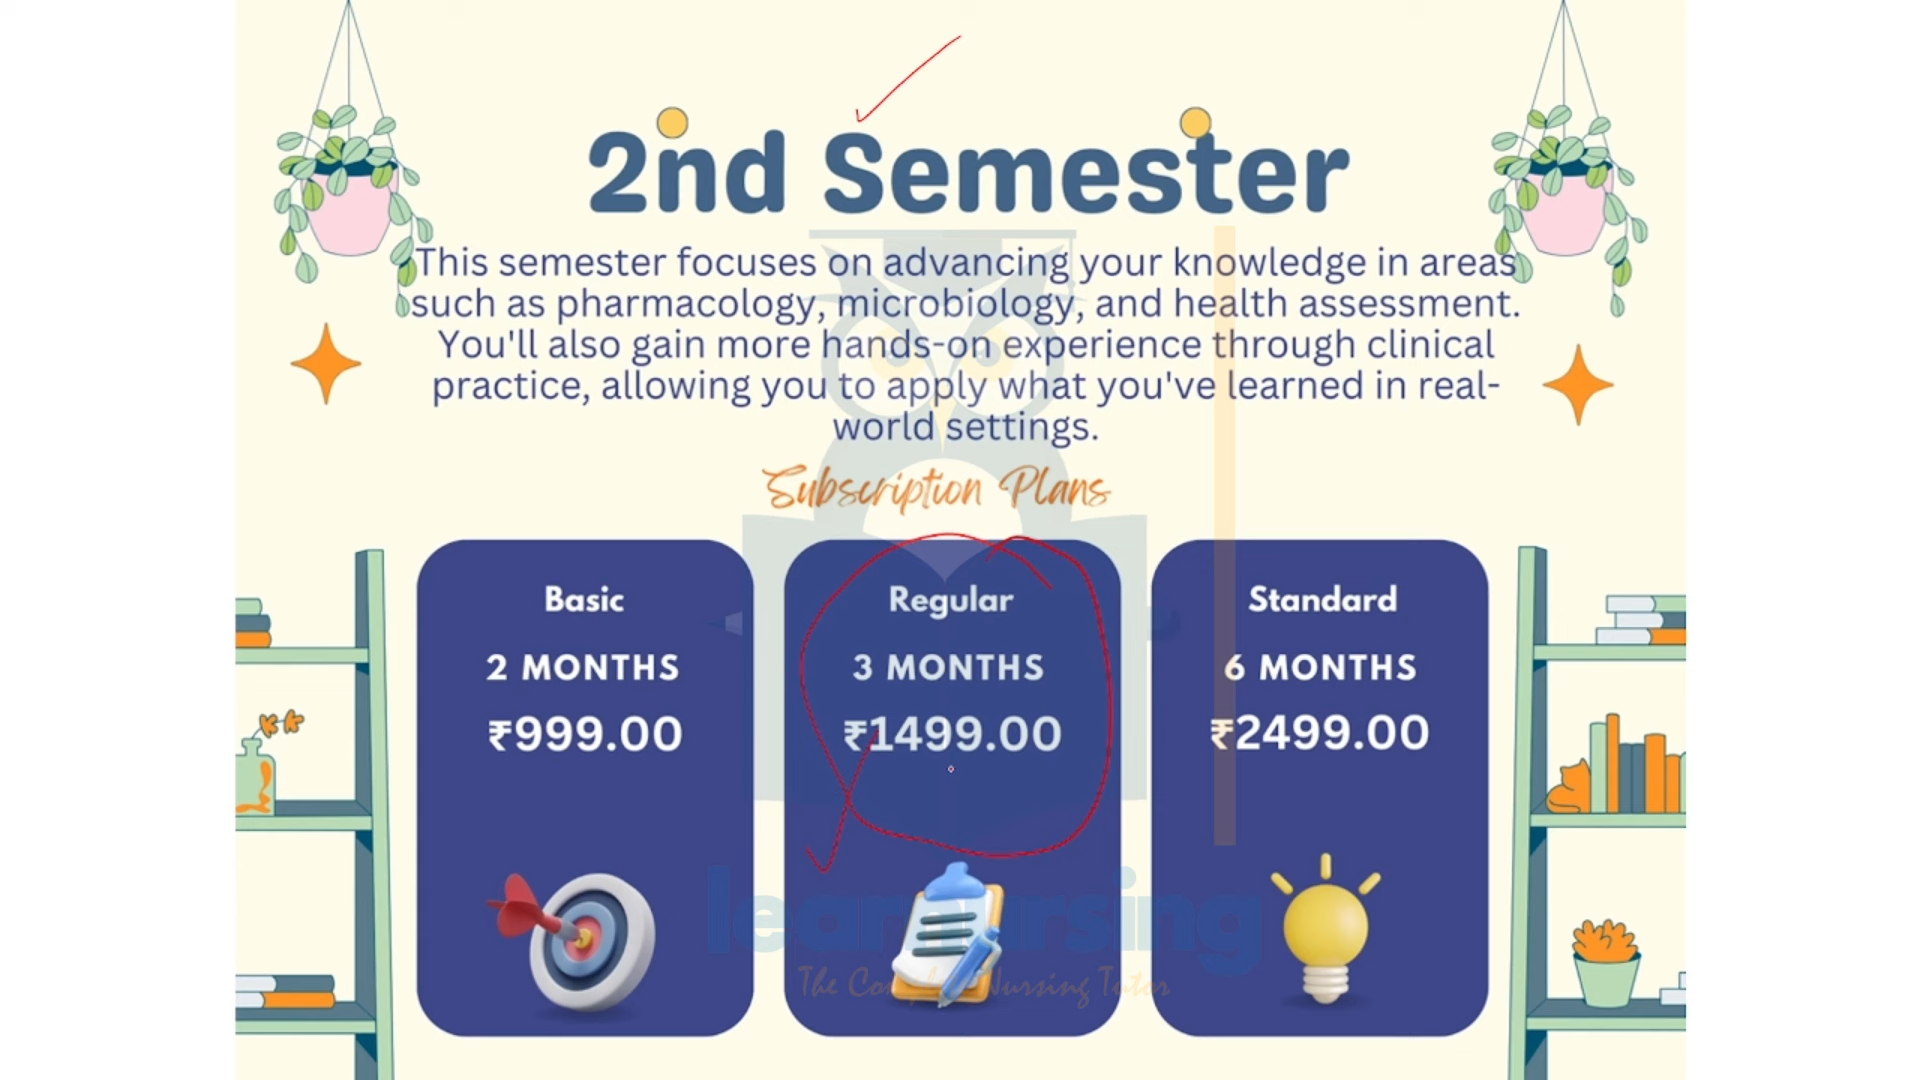 2nd Semester
This semester focuses on advancing your knowledge in areas
such as pharmacology, microbiology, and health assessment.
You'll also gain more hands-on experience through clinical
practice, allowing you to apply what you've learned in real-
world settings.
Subscription Plans
Basic
2 MONTHS
₹999.00
Regular
3 MONTHS
₹1499.00
Standard
6 MONTHS
₹2499.00
The Nursing Tutor